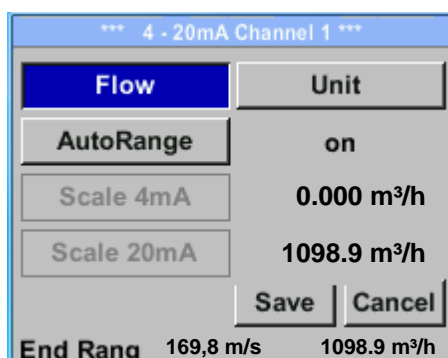 *** 4 - 20mA Channel 1 ***
Flow Unit
AutoRange on
Scale 4mA 0.000 m³/h
Scale 20mA 1098.9 m³/h
Save Cancel
End Rang 169,8 m/s 1098.9 m³/h